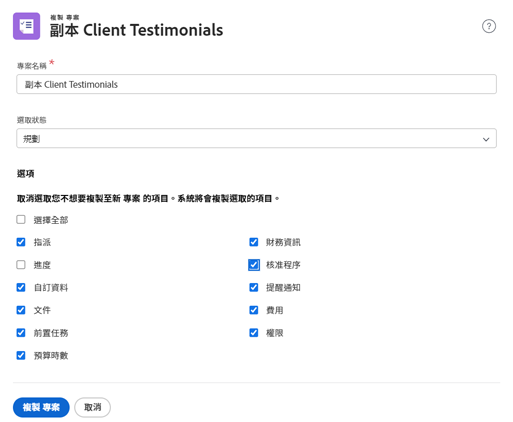 複製 專案
副本 Client Testimonials
?
專案名稱 *
副本 Client Testimonials
選取狀態
規劃
選項
取消選取您不想要複製至新 專案 的項目。系統將會複製選取的項目。
選擇全部
指派 財務資訊
進度 核准程序
自訂資料 提醒通知
文件 費用
前置任務 權限
預算時數
複製 專案 取消